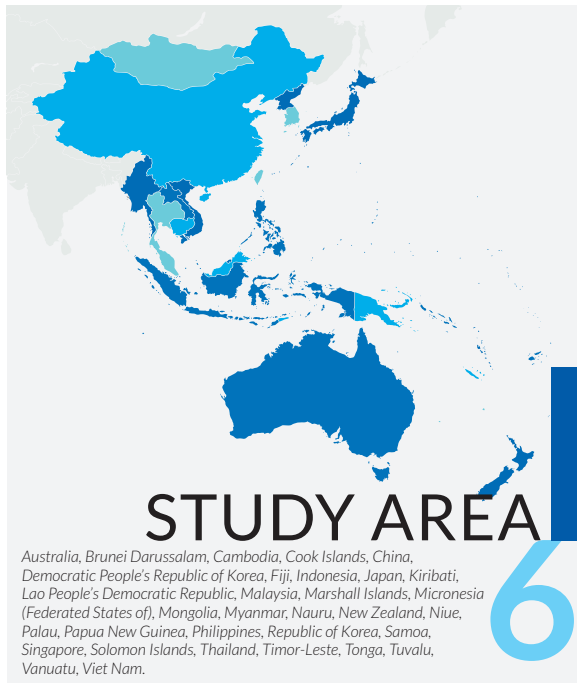 STUDY AREA
6
Australia, Brunei Darussalam, Cambodia, Cook Islands, China,
Democratic People’s Republic of Korea, Fiji, Indonesia, Japan, Kiribati,
Lao People’s Democratic Republic, Malaysia, Marshall Islands, Micronesia
(Federated States of), Mongolia, Myanmar, Nauru, New Zealand, Niue,
Palau, Papua New Guinea, Philippines, Republic of Korea, Samoa,
Singapore, Solomon Islands, Thailand, Timor-Leste, Tonga, Tuvalu,
Vanuatu, Viet Nam.